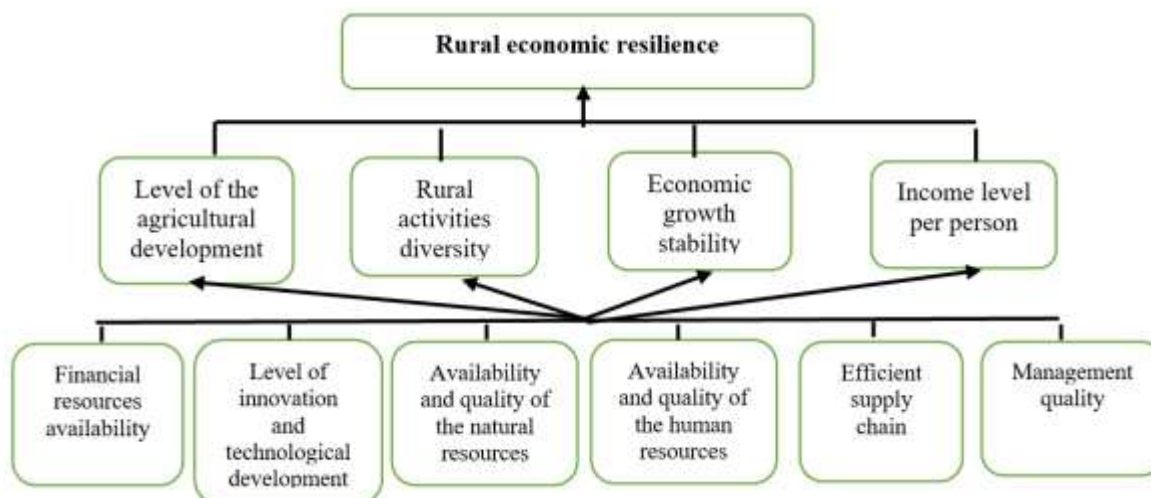 Rural economic resilience
Level of the
agricultural
development
Rural
activities
diversity
Economic
growth
stability
Income level
per person
Financial
resources
availability
Level of
innovation
and
technological
development
Availability
and quality of
the natural
resources
Availability
and quality of
the human
resources
Efficient
supply
chain
Management
quality